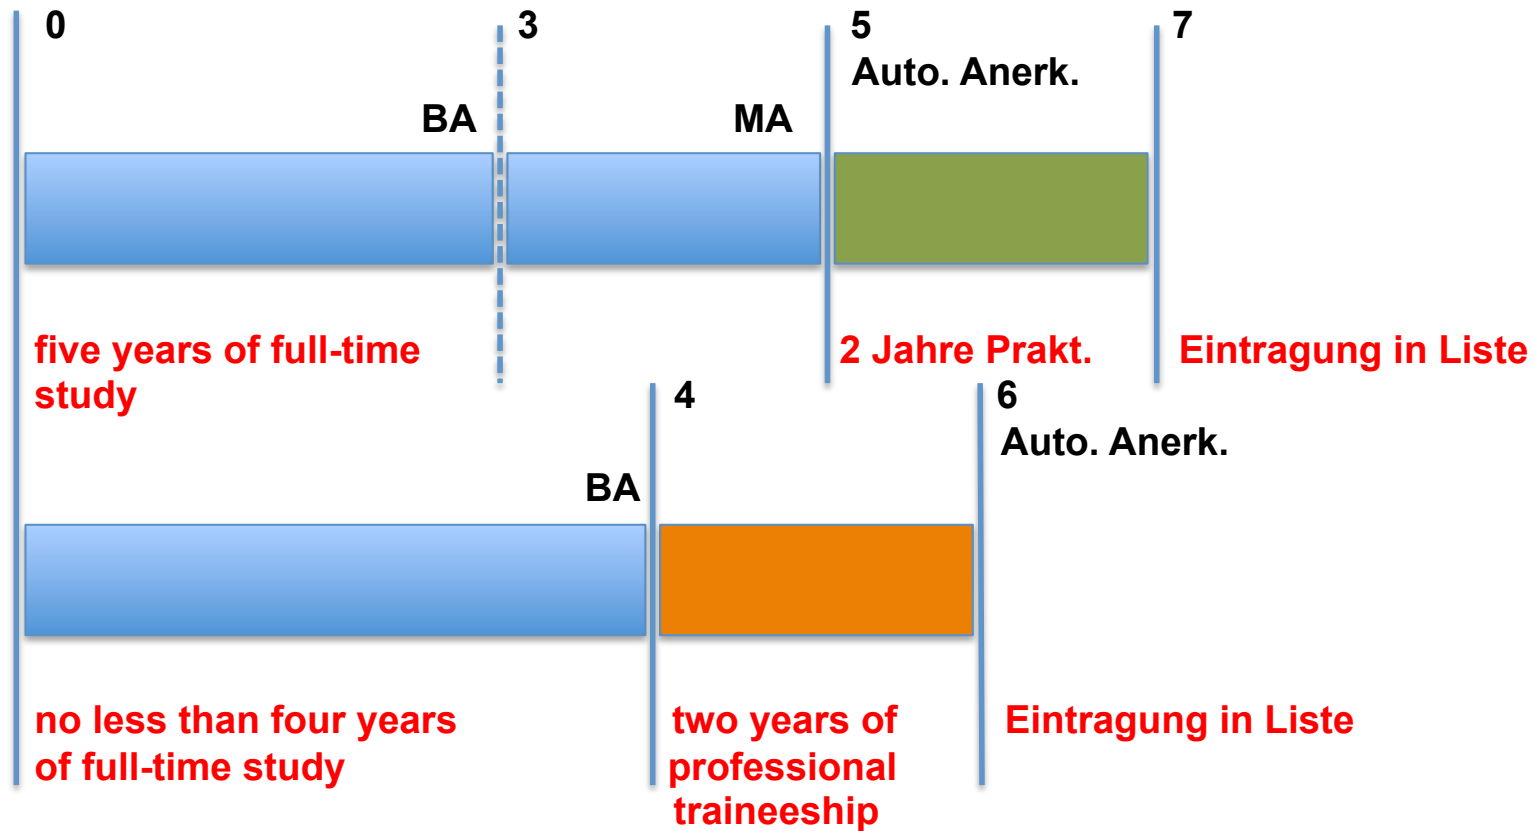 0
3
5
7
Auto. Anerk.
BA
MA
five years of full-time
study
2 Jahre Prakt.
Eintragung in Liste
4
6
Auto. Anerk.
BA
no less than four years
of full-time study
two years of
professional
traineeship
Eintragung in Liste